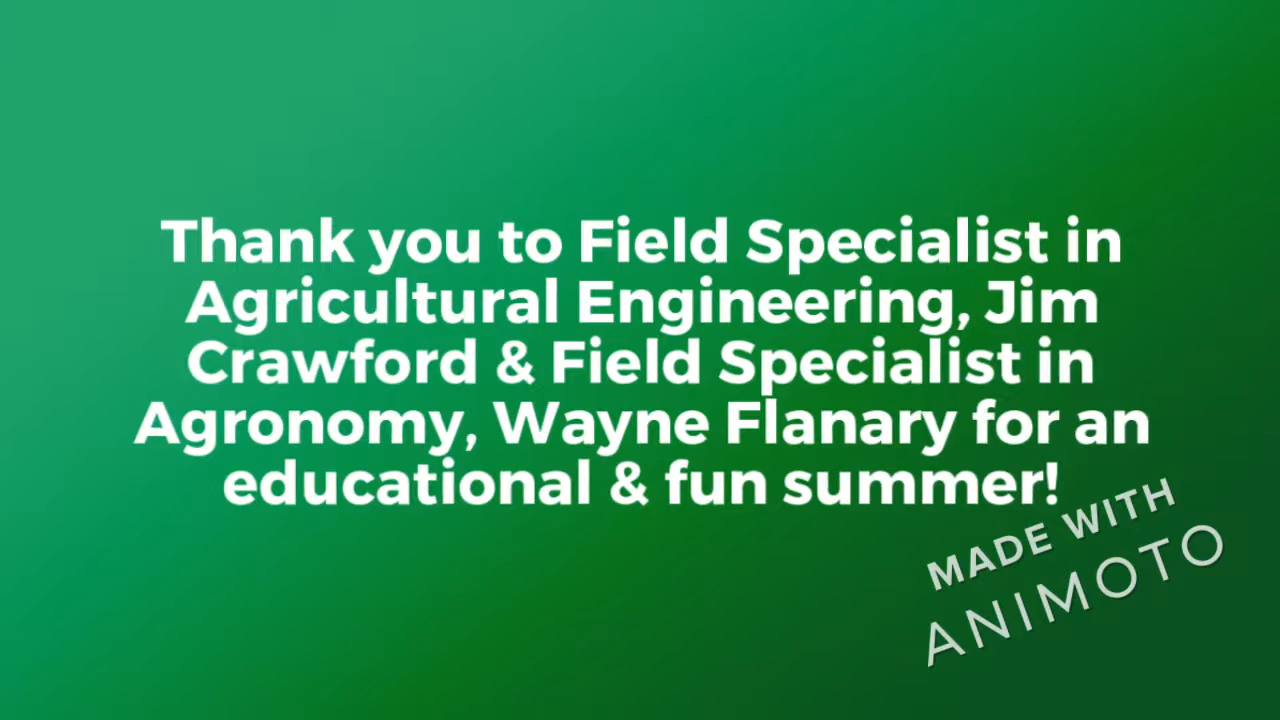 Thank you to Field Specialist in
Agricultural Engineering, Jim
Crawford & Field Specialist in
Agronomy, Wayne Flanary for an
educational & fun summer!
MADE WITH
ANIMOTO